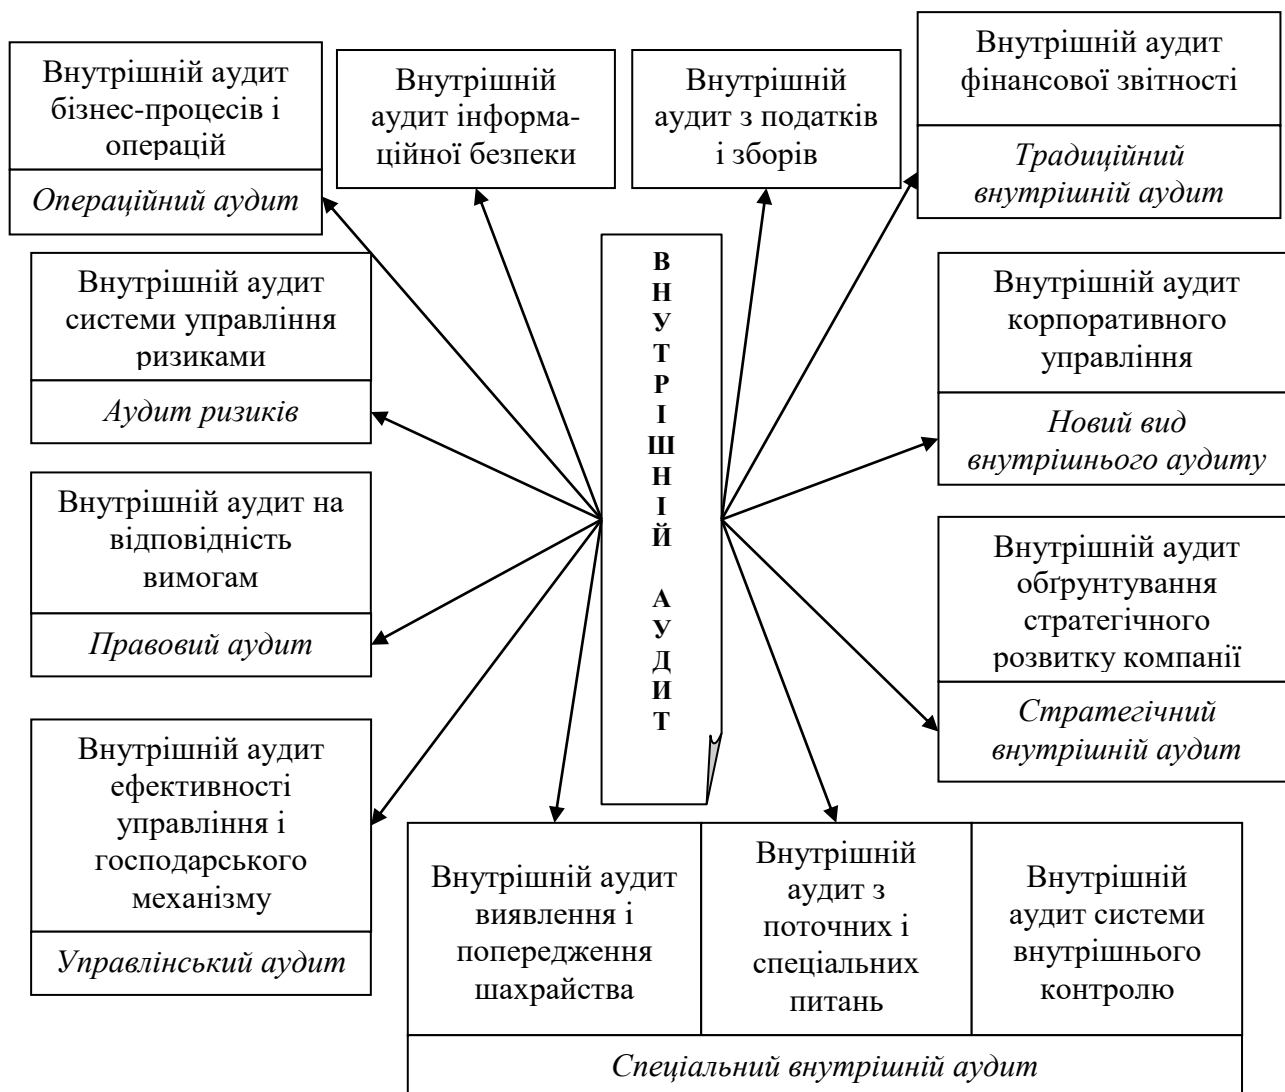 Внутрішній аудит
бізнес-процесів і
операцій
Операційний аудит
Внутрішній
аудит інформа-
ційної безпеки
Внутрішній
аудит з податків
і зборів
Внутрішній аудит
фінансової звітності
Традиційний
внутрішній аудит
Внутрішній аудит
системи управління
ризиками
Аудит ризиків
В
Н
У
Т
Р
І
Ш
Н
І
Й
А
У
Д
И
Т
Внутрішній аудит
корпоративного
управління
Новий вид
внутрішнього аудиту
Внутрішній аудит на
відповідність
вимогам
Правовий аудит
Внутрішній аудит
обґрунтування
стратегічного
розвитку компанії
Стратегічний
внутрішній аудит
Внутрішній аудит
ефективності
управління і
господарського
механізму
Управлінський аудит
Внутрішній аудит
виявлення і
попередження
шахрайства
Внутрішній
аудит з
поточних і
спеціальних
питань
Внутрішній
аудит системи
внутрішнього
контролю
Спеціальний внутрішній аудит